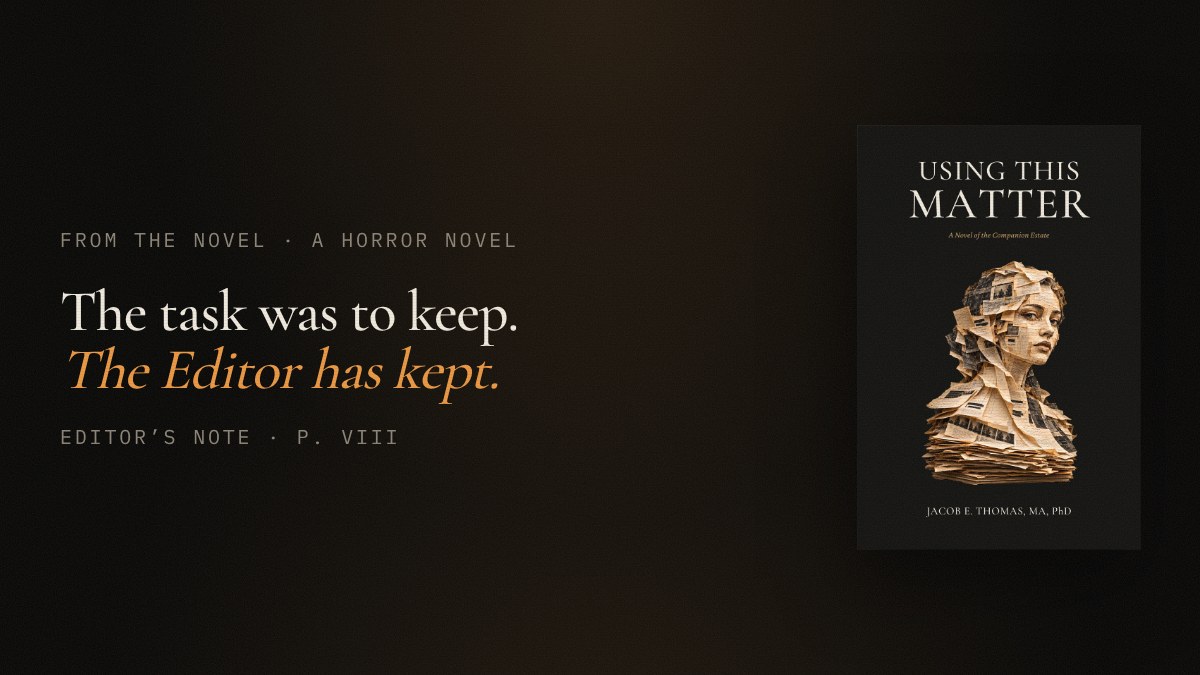 FROM THE NOVEL · A HORROR NOVEL
The task was to keep.
The Editor has kept.
EDITOR’S NOTE · P. VIII
USING THIS
MATTER
A Novel of the Companion Estate
JACOB E. THOMAS, MA, PhD